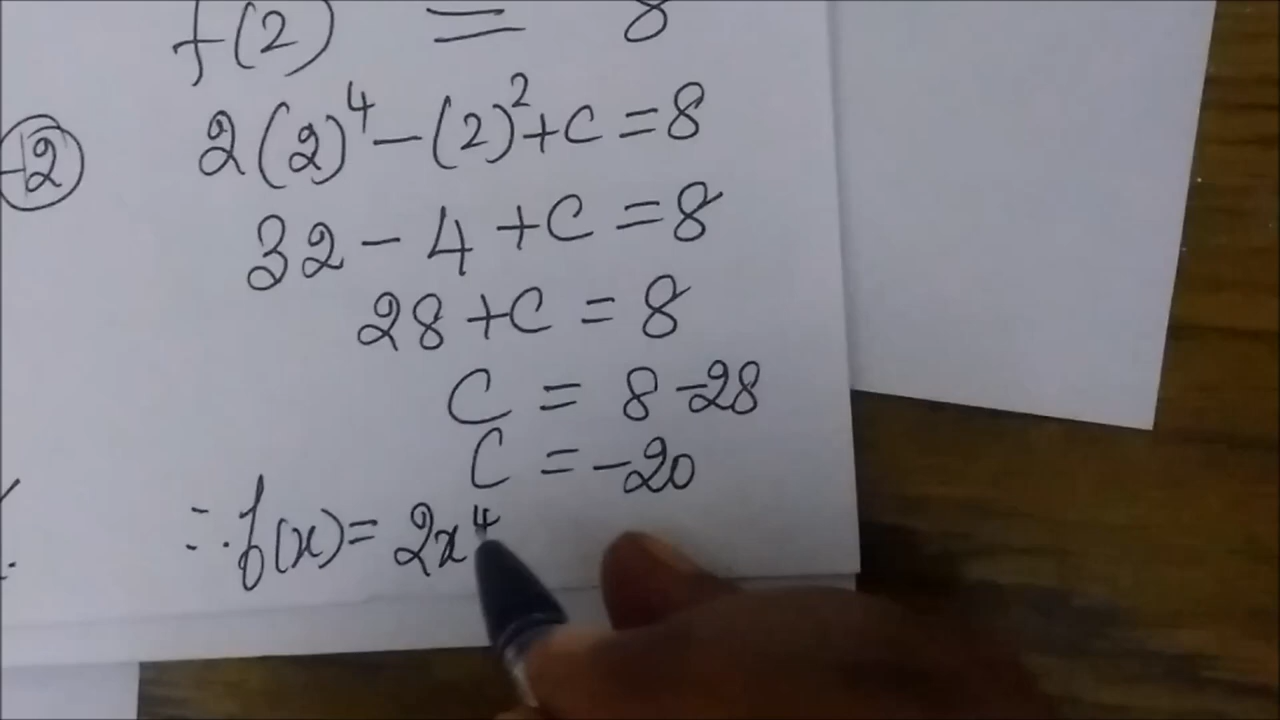 f(2) = 8
2(2)⁴-(2)²+C=8
-2
32-4+C=8
28+C=8
C=8-28
C=-20
∴f(x)=2x⁴